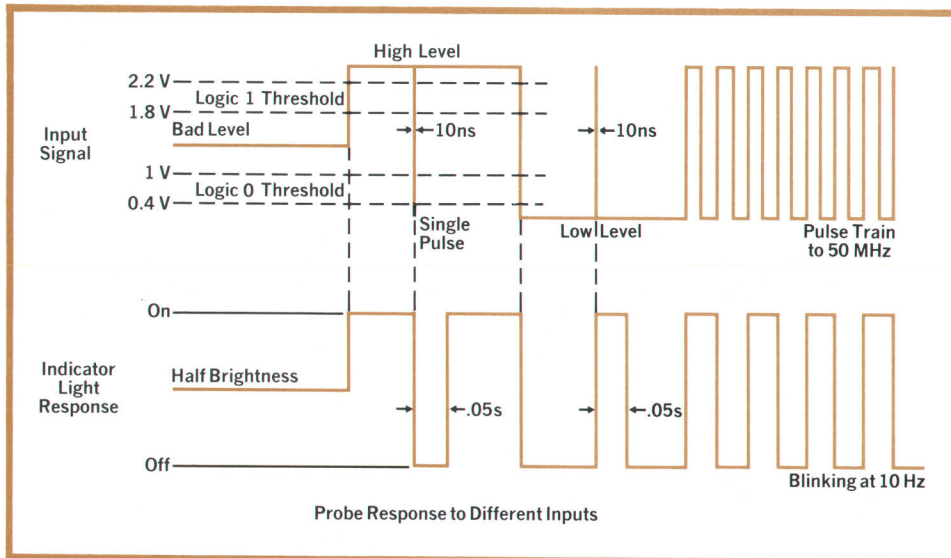 High Level
2.2 V
Logic 1 Threshold
1.8 V
Bad Level
Input
Signal
10ns
10ns
1 V
Logic 0 Threshold
0.4 V
Single
Pulse
Low Level
Pulse Train
to 50 MHz
On
Indicator
Light
Response
Half Brightness
.05s
.05s
Off
Blinking at 10 Hz
Probe Response to Different Inputs